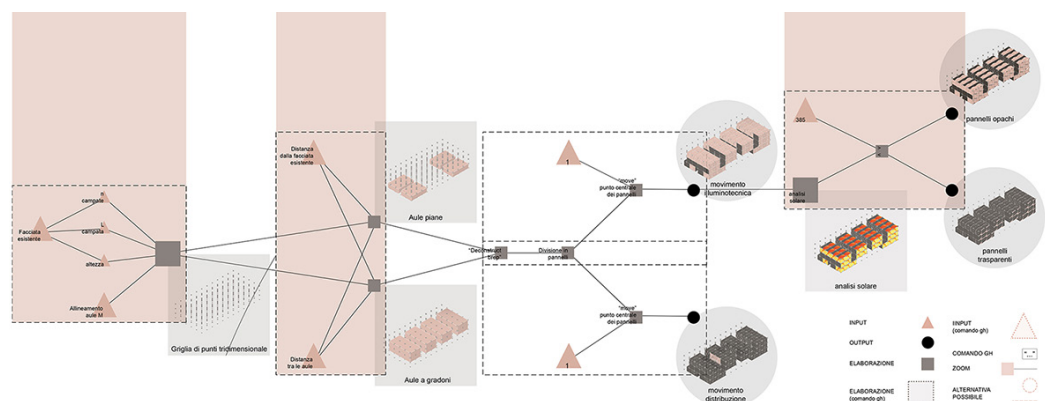 N
campata
Facciata
esistente
L
campata
altezza
Allineamento
aule M
Griglia di punti tridimensionale
Distanza
dalla facciata
esistente
Distanza
tra le aule
Aule piane
Aule a gradoni
"Deconstruct
brep"
Divisione in
pannelli
1
"move"
punto centrale
dei pannelli
movimento
illuminotecnica
"move"
punto centrale
dei pannelli
1
movimento
distribuzione
385
analisi
solare
analisi solare
pannelli opachi
pannelli
trasparenti
INPUT
OUTPUT
ELABORAZIONE
ELABORAZIONE
(comando gh)
IINPUT
(comando gh)
COMANDO GH
ZOOM
ALTERNATIVA
POSSIBILE